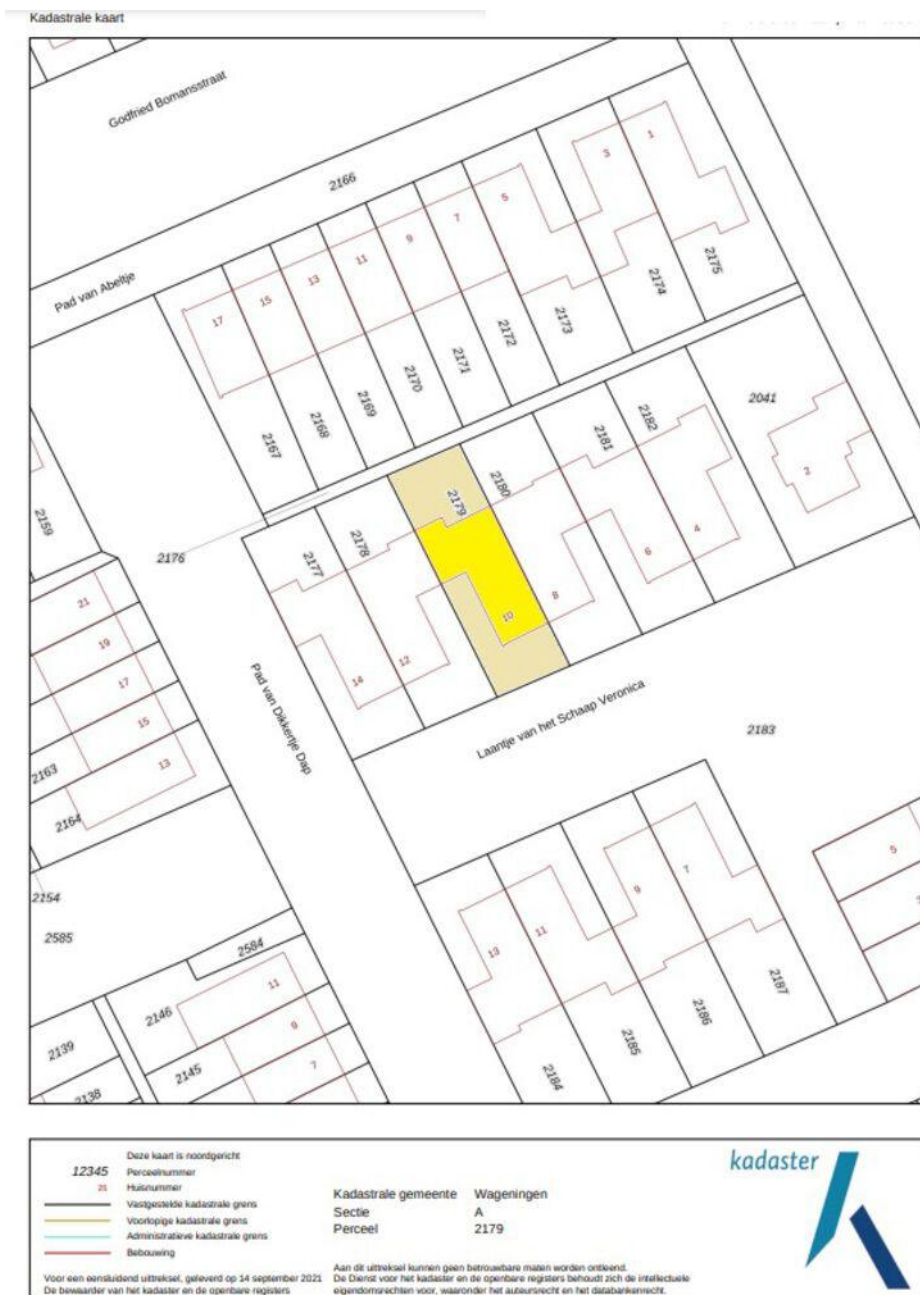 Kadastrale kaart
Godfried Bomansstraat
2166
1
3
5
7
9
11
13
15
17
Pad van Abeltje
2175
2174
2173
2172
2171
2170
2169
2168
2167
2041
2
2182
2181
2180
2179
2178
2177
2159
2176
4
6
8
10
12
14
21
19
17
15
13
2163
2164
Pad van Dikkertje Dap
Laantje van het Schaap Veronica
2183
2154
2585
2584
5
7
9
11
13
2187
2186
2185
2184
11
9
7
2146
2145
2139
2138
Deze kaart is noordgericht
12345 Perceelnummer
25 Huisnummer
Vastgestelde kadastrale grens
Voorlopige kadastrale grens
Administratieve kadastrale grens
Bebouwing
Voor een eensluidend uittreksel, geleverd op 14 september 2021
De bewaarder van het kadaster en de openbare registers
Kadastrale gemeente Wageningen
Sectie A
Perceel 2179
Aan dit uittreksel kunnen geen betrouwbare maten worden ontleend.
De Dienst voor het kadaster en de openbare registers behoudt zich de intellectuele
eigendomsrechten voor, waaronder het auteursrecht en het databankenrecht.
kadaster